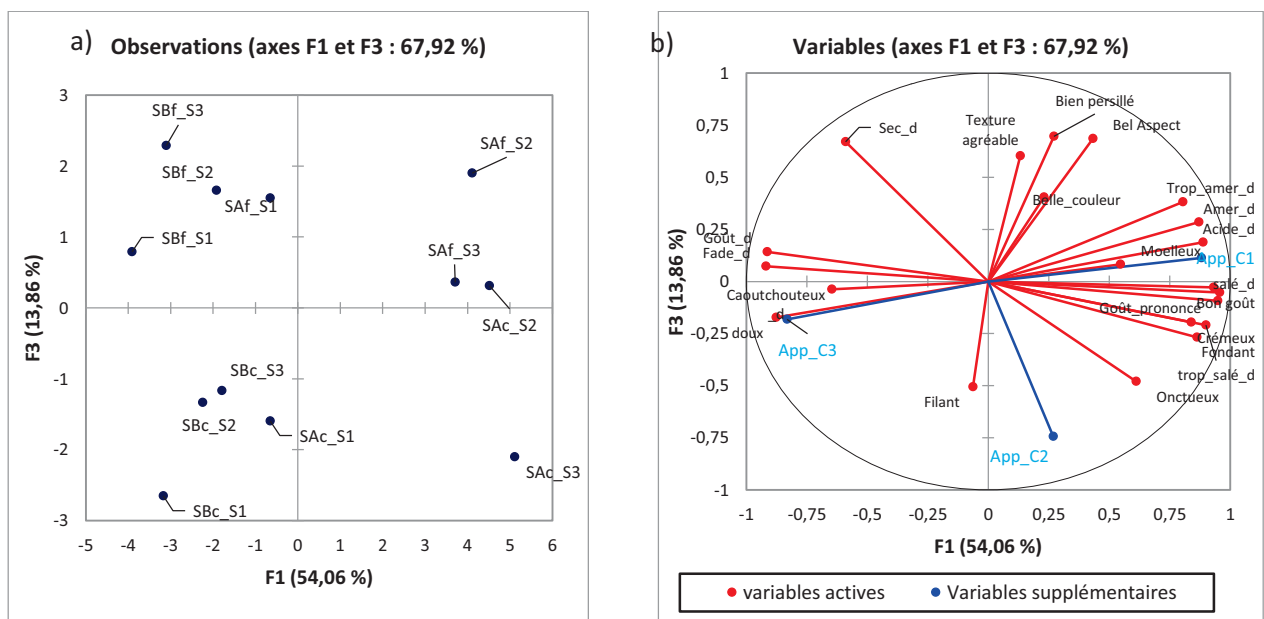 a)
Observations (axes F1 et F3 : 67,92 %)
3
2
1
0
-1
-2
-3
F3 (13,86 %)
SBf_S3
SBf_S2
SAf_S1
SBf_S1
SAf_S2
SAf_S3
SAc_S2
SBc_S3
SBc_S2
SAc_S1
SAc_S3
SBc_S1
-5 -4 -3 -2 -1 0 1 2 3 4 5 6
F1 (54,06 %)
b)
Variables (axes F1 et F3 : 67,92 %)
1
0,75
0,5
0,25
0
-0,25
-0,5
-0,75
-1
F3 (13,86 %)
Sec_d
Texture
agréable
Bien persillé
Bel Aspect
Belle_couleur
Trop_amer_d
Amer_d
Acide_d
Moelleux
App_C1
Goût_d
Fade_d
Caoutchouteux
_d
doux
App_C3
salé_d
Bon goût
Goût_prononcé
Crémeux
Fondant
trop_salé_d
Onctueux
Filant
App_C2
-1 -0,75 -0,5 -0,25 0 0,25 0,5 0,75 1
F1 (54,06 %)
variables actives Variables supplémentaires